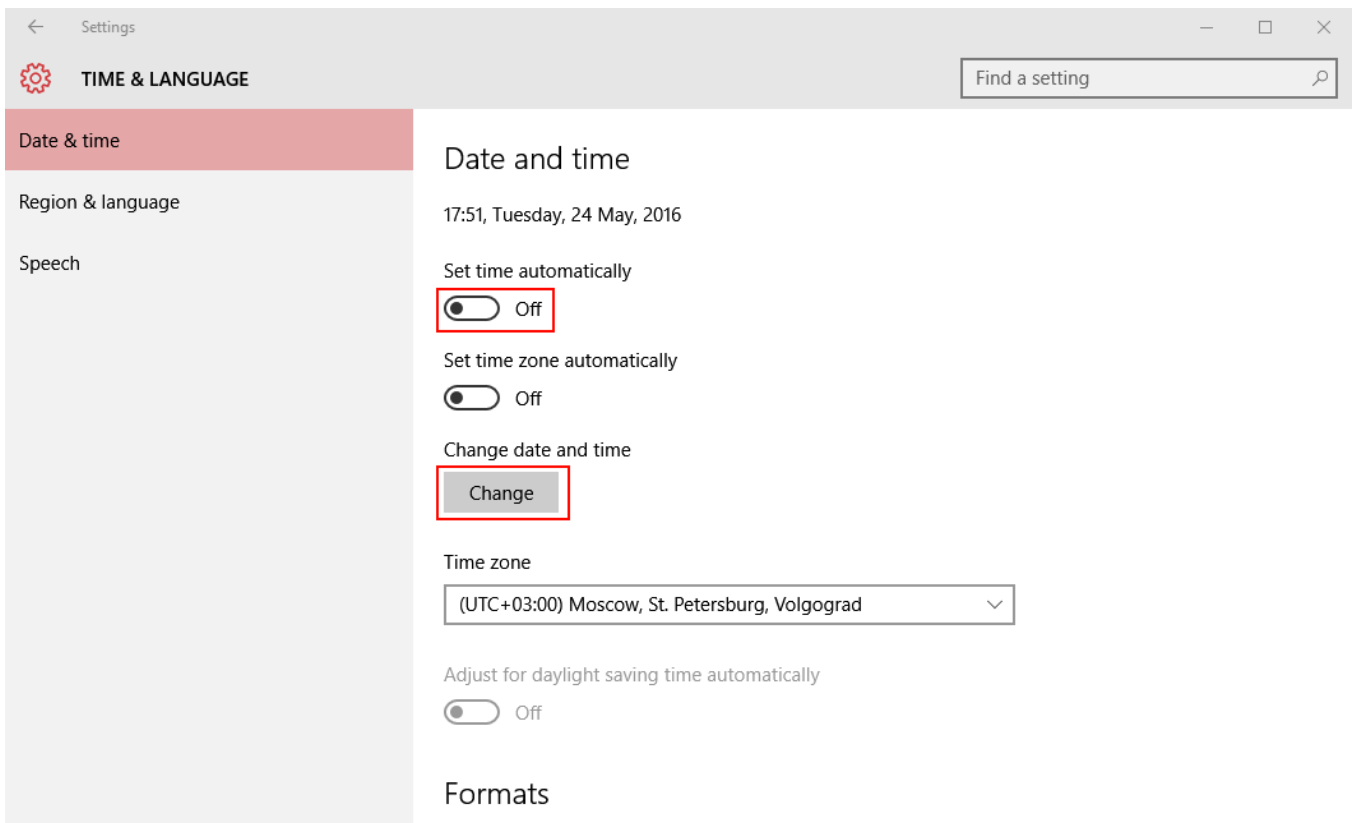 Settings
TIME & LANGUAGE
Find a setting
Date & time
Region & language
Speech
Date and time
17:51, Tuesday, 24 May, 2016
Set time automatically
Off
Set time zone automatically
Off
Change date and time
Change
Time zone
(UTC+03:00) Moscow, St. Petersburg, Volgograd
Adjust for daylight saving time automatically
Off
Formats